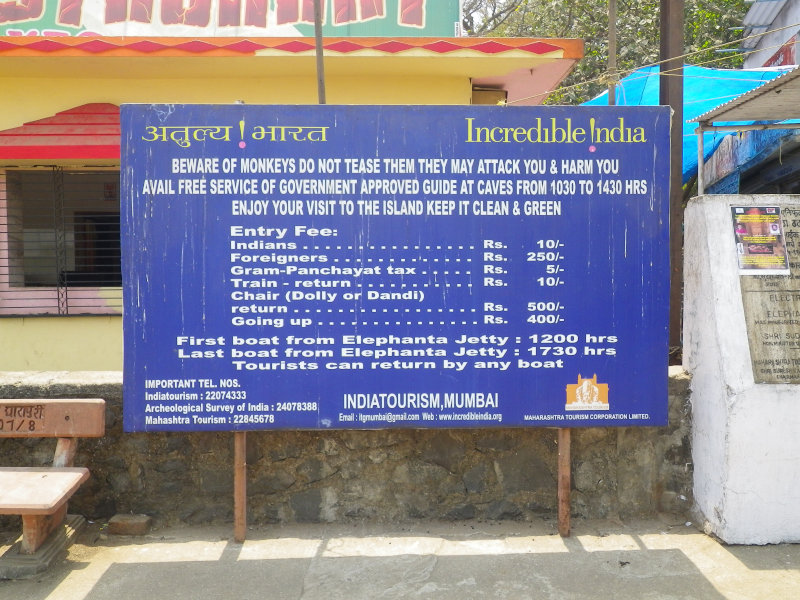 अतुल्य ! भारत
Incredible !ndia
BEWARE OF MONKEYS DO NOT TEASE THEM THEY MAY ATTACK YOU & HARM YOU
AVAIL FREE SERVICE OF GOVERNMENT APPROVED GUIDE AT CAVES FROM 1030 TO 1430 HRS
ENJOY YOUR VISIT TO THE ISLAND KEEP IT CLEAN & GREEN
Entry Fee:
Indians . . . . . . . . . . . . . . . . . . Rs. 10/-
Foreigners . . . . . . . . . . . . . . . Rs. 250/-
Gram-Panchayat tax . . . . . Rs. 5/-
Train - return . . . . . . . . . . . . Rs. 10/-
Chair (Dolly or Dandi)
return . . . . . . . . . . . . . . . . . . . Rs. 500/-
Going up . . . . . . . . . . . . . . . . Rs. 400/-
First boat from Elephanta Jetty : 1200 hrs
Last boat from Elephanta Jetty : 1730 hrs
Tourists can return by any boat
IMPORTANT TEL. NOS.
Indiatourism : 22074333
Archeological Survey of India : 24078388
Mahashtra Tourism : 22845678
INDIATOURISM,MUMBAI
Email : itgmumbai@gmail.com Web : www.incredibleindia.org
MAHARASHTRA TOURISM CORPORATION LIMITED.
ELECTR
ELEPHA
SHRI SUD